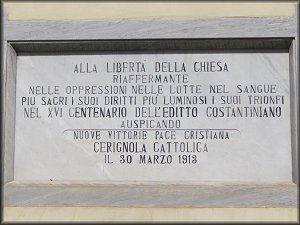 ALLA LIBERTÀ DELLA CHIESA
RIAFFERMANTE
NELLE OPPRESSIONI NELLE LOTTE NEL SANGUE
PIÙ SACRI I SUOI DIRITTI PIÙ LUMINOSI I SUOI TRIONFI
NEL XVI CENTENARIO DELL'EDITTO COSTANTINIANO
AUSPICANDO
NUOVE VITTORIE PACE CRISTIANA
CERIGNOLA CATTOLICA
IL 30 MARZO 1913